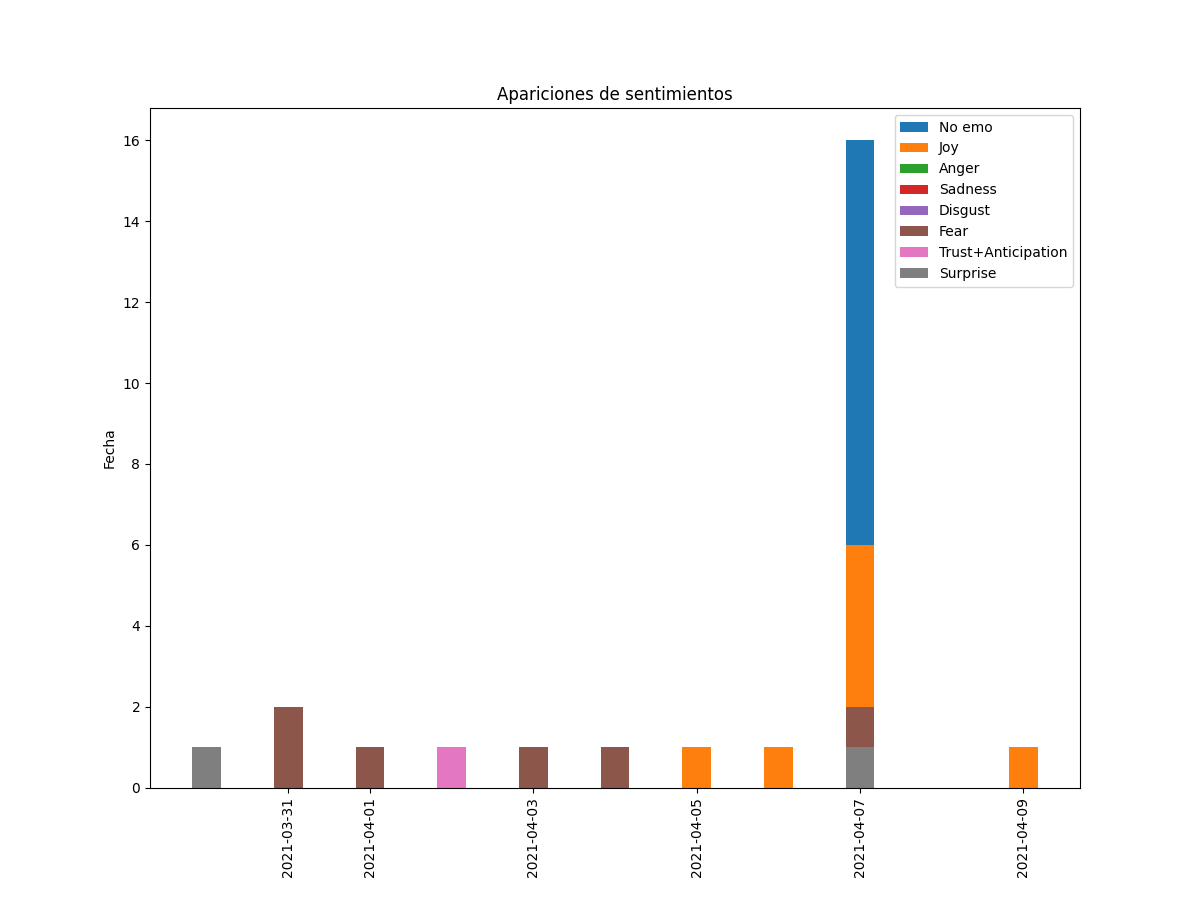 Apariciones de sentimientos
No emo
Joy
Anger
Sadness
Disgust
Fear
Trust+Anticipation
Surprise
Fecha
16
14
12
10
8
6
4
2
0
2021-03-31
2021-04-01
2021-04-03
2021-04-05
2021-04-07
2021-04-09